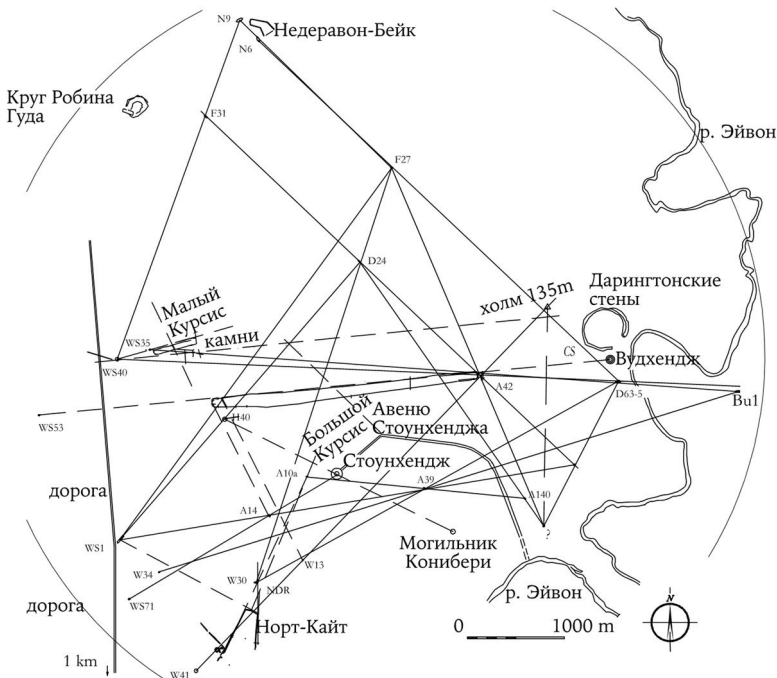 N9
Недеравон-Бейк
N6
Круг Робина
Гуда
F31
р. Эйвон
F27
D24
холм 135m
Дарингтонские
стены
Малый
Курсис
WS35
камни
WS40
CS
Вудхендж
A42
D63-5
Bu1
WS53
Большой
Курсис
Авеню
Стоунхенджа
Стоунхендж
A10a
A39
дорога
A14
A140
?
WS1
Могильник
Конибери
W34
W13
W30
NDR
WS71
дорога
р. Эйвон
N
Норт-Кайт
0 1000 m
1 km
W41